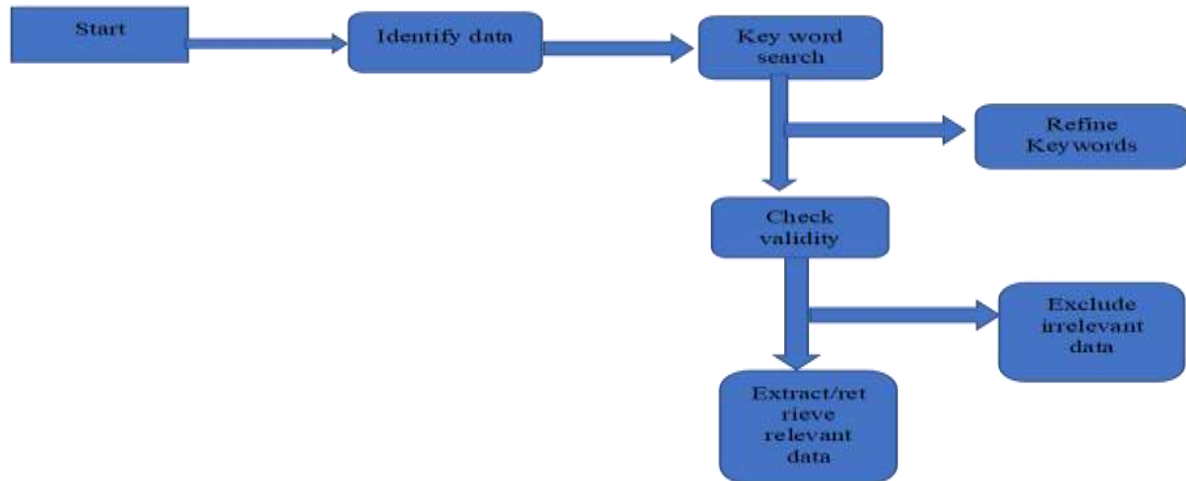 Start
Identify data
Key word
search
Refine
Keywords
Check
validity
Exclude
irrelevant
data
Extract/ret
rieve
relevant
data